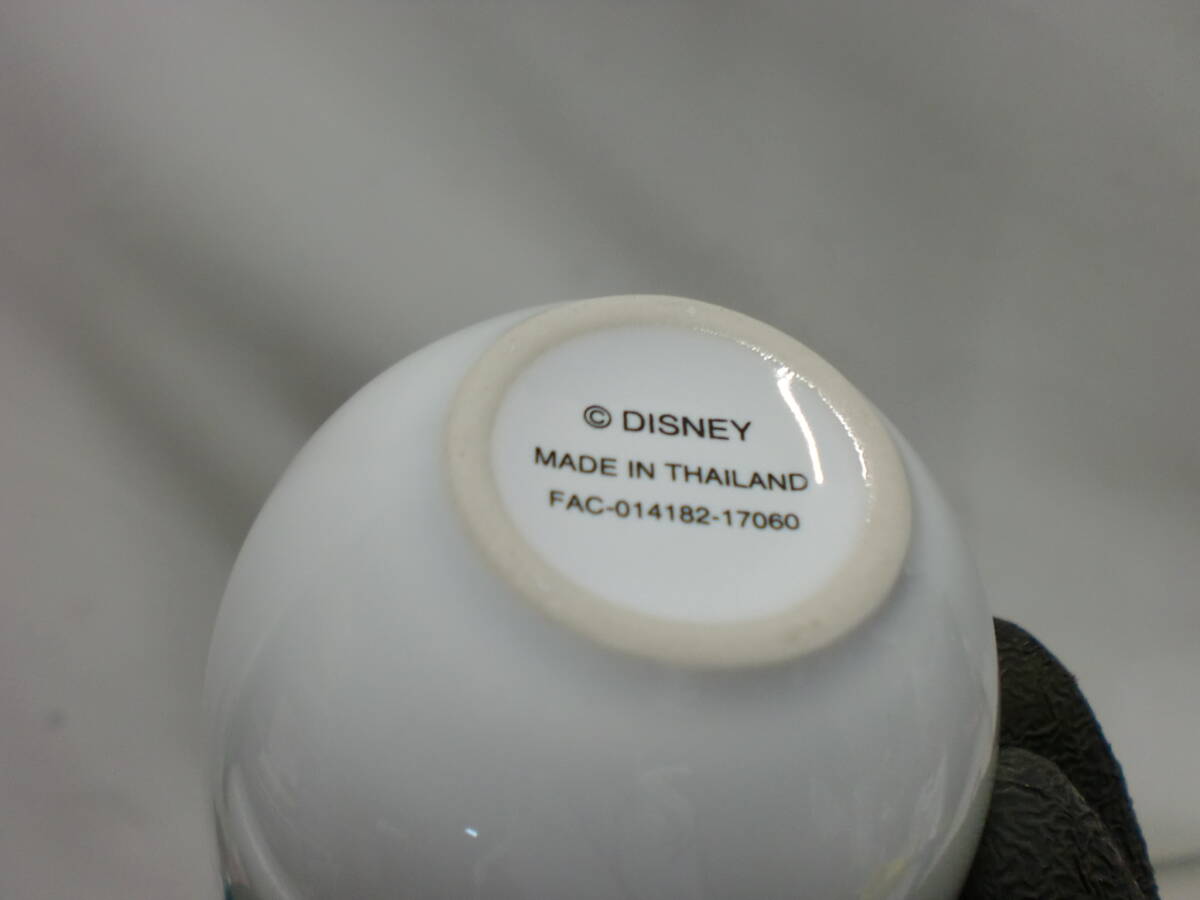 © DISNEY
MADE IN THAILAND
FAC-014182-17060